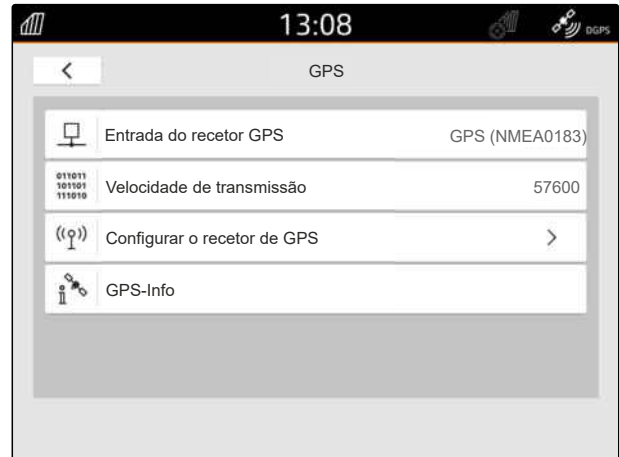 13:08
DGPS
GPS
Entrada do recetor GPS
GPS (NMEA0183)
011011
101101
111010
Velocidade de transmissão
57600
Configurar o recetor de GPS
GPS-Info